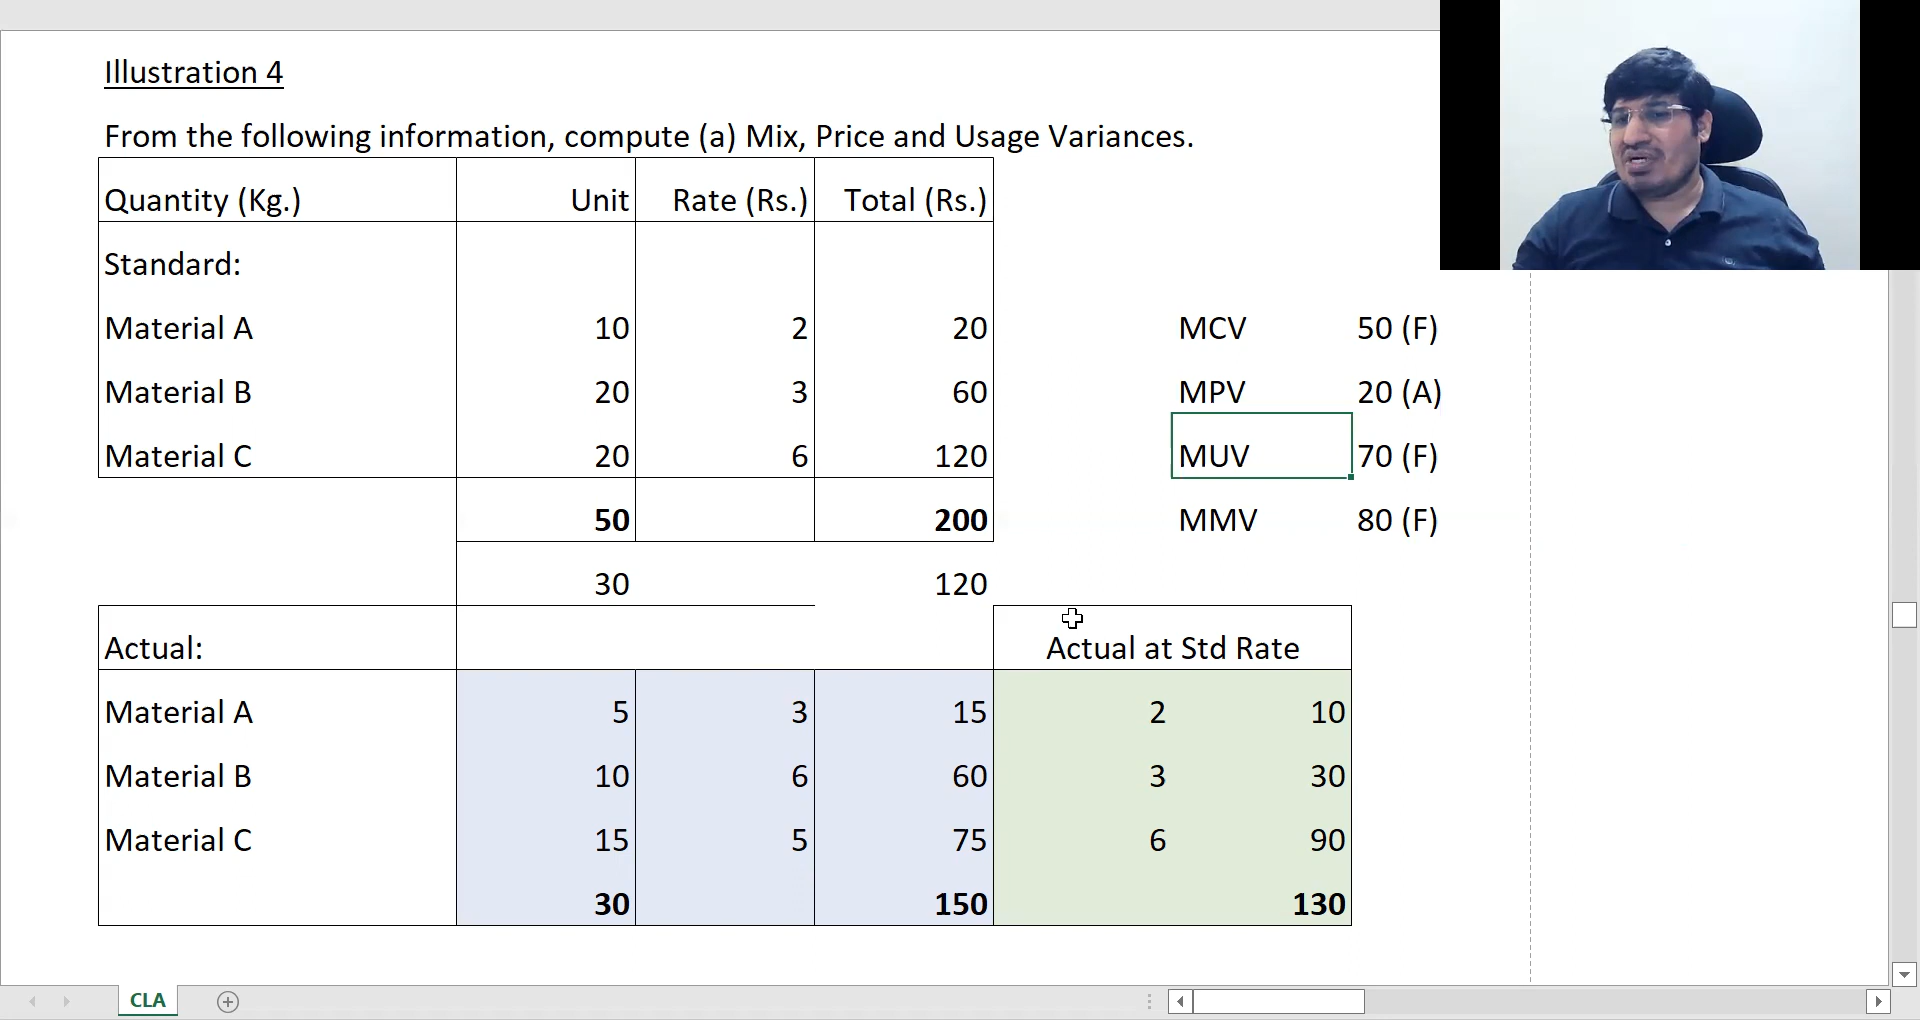 Illustration 4
From the following information, compute (a) Mix, Price and Usage Variances.
Quantity (Kg.) Unit Rate (Rs.) Total (Rs.)
Standard:
Material A 10 2 20 MCV 50 (F)
Material B 20 3 60 MPV 20 (A)
Material C 20 6 120 MUV 70 (F)
50 200 MMV 80 (F)
30 120
Actual: Actual at Std Rate
Material A 5 3 15 2 10
Material B 10 6 60 3 30
Material C 15 5 75 6 90
30 150 130
CLA